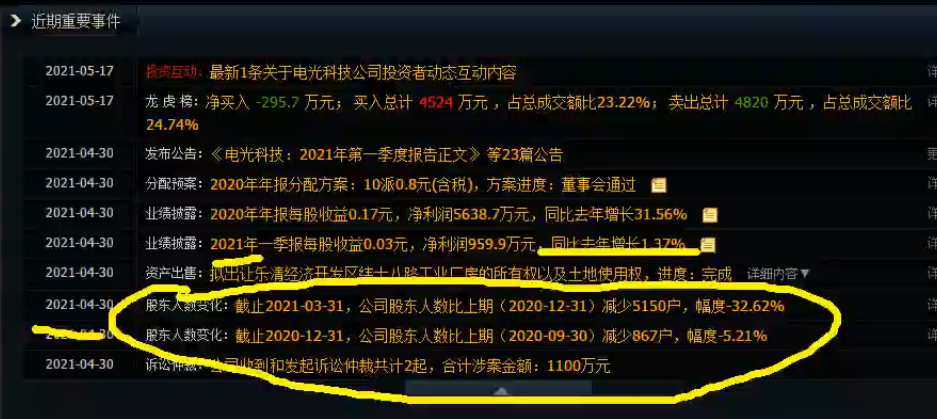 近期重要事件
2021-05-17 投资互动：最新1条关于电光科技公司投资者动态互动内容 详
2021-05-17 龙虎榜：净买入 -295.7 万元；买入总计 4524 万元，占总成交额比23.22%；卖出总计 4820 万元，占总成交额比 详
24.74%
2021-04-30 发布公告：《电光科技：2021年第一季度报告正文》等23篇公告 更
2021-04-30 分配预案：2020年年报分配方案：10派0.8元(含税)，方案进度：董事会通过 详
2021-04-30 业绩披露：2020年年报每股收益0.17元，净利润5638.7万元，同比去年增长31.56% 详
2021-04-30 业绩披露：2021年一季报每股收益0.03元，净利润959.9万元，同比去年增长1.37% 详
2021-04-30 资产出售：拟出让乐清经济开发区纬十八路工业厂房的所有权以及土地使用权，进度：完成 详细内容▼ 详
2021-04-30 股东人数变化：截止2021-03-31，公司股东人数比上期（2020-12-31）减少5150户，幅度-32.62% 详
2021-04-30 股东人数变化：截止2020-12-31，公司股东人数比上期（2020-09-30）减少867户，幅度-5.21% 详
2021-04-30 诉讼仲裁：公司收到和发起诉讼仲裁共计2起，合计涉案金额：1100万元 详